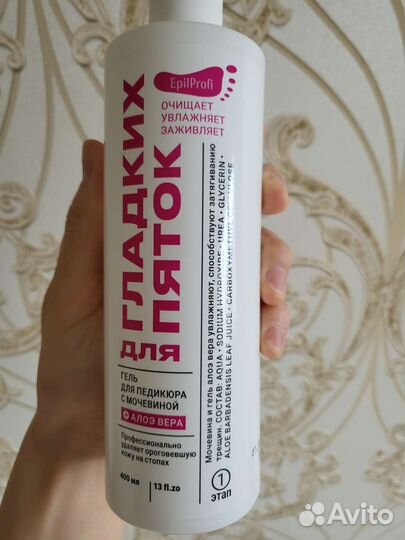 EpilProfi
ОЧИЩАЕТ
УВЛАЖНЯЕТ
ЗАЖИВЛЯЕТ
ДЛЯ ГЛАДКИХ
ПЯТОК
ГЕЛЬ
ДЛЯ ПЕДИКЮРА
С МОЧЕВИНОЙ
+ АЛОЭ ВЕРА
Профессионально
удаляет ороговевшую
кожу на стопах
400 мл 13 fl.zo
Мочевина и гель алоэ вера увлажняют, способствуют затягиванию
трещин. СОСТАВ: AQUA • SODIUM HYDROXIDE • UREA • GLYCERIN •
ALOE BARBADENSIS LEAF JUICE • CARBOXYMETHYL CELLULOSE
1
этап
Avito